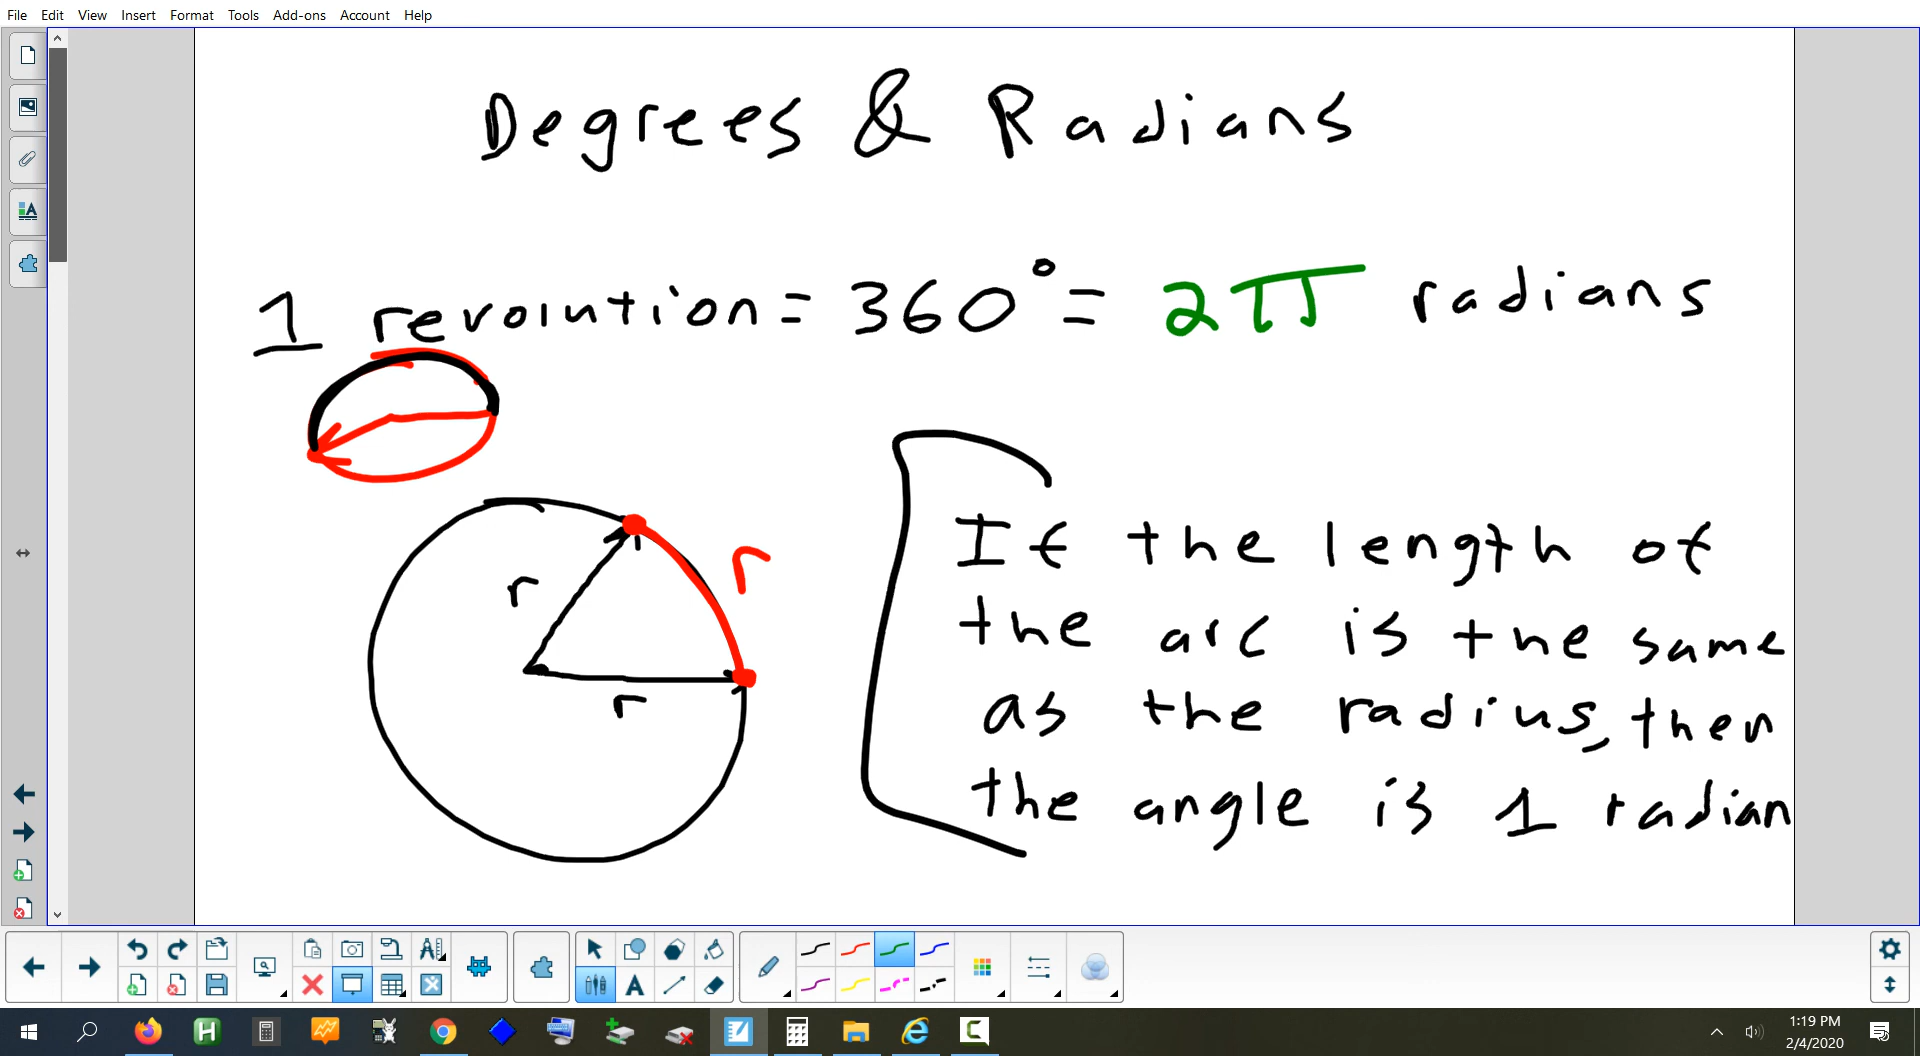 File Edit View Insert Format Tools Add-ons Account Help
Degrees & Radians
1 revolution = 360° = 2π radians
r
r
r
If the length of
the arc is the same
as the radius, then
the angle is 1 radian
1:19 PM
2/4/2020